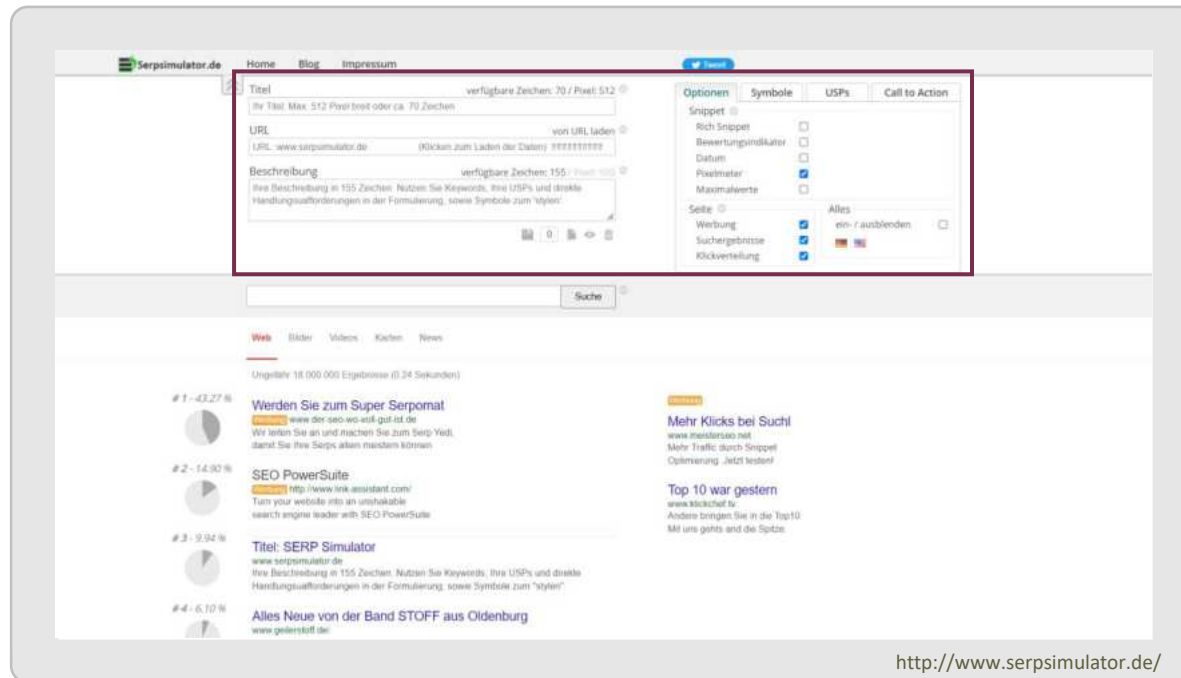 Serpsimulator.de Home Blog Impressum Tweet
Titel verfügbare Zeichen: 70 / Pixel: 512
Ihr Titel: Max. 512 Pixel breit oder ca. 70 Zeichen
URL von URL laden
URL: www.serpsimulator.de (Klicken zum Laden der Daten)
Beschreibung verfügbare Zeichen: 155
Ihre Beschreibung in 155 Zeichen. Nutzen Sie Keywords, Ihre USPs und direkte
Handlungsaufforderungen in der Formulierung, sowie Symbole zum "stylen".
0
Optionen Symbole USPs Call to Action
Snippet
Rich Snippet
Bewertungsindikator
Datum
Pixelmeter
Maximalwerte
Seite
Werbung
Suchergebnisse
Klickverteilung
Alles
ein- / ausblenden
Suche
Web Bilder Videos Karten News
Ungefähr 18.000.000 Ergebnisse (0.24 Sekunden)
# 1 - 43,27 %
Werden Sie zum Super Serpomat
Werbung www.der-seo-wo-voll-gut-ist.de
Wir leiten Sie an und machen Sie zum Serp Yedi,
damit Sie Ihre Serps allen meistern können
# 2 - 14.90 %
SEO PowerSuite
Werbung http://www.link-assistant.com/
Turn your website into an unshakable
search engine leader with SEO PowerSuite
# 3 - 9,94 %
Titel: SERP Simulator
www.serpsimulator.de
Ihre Beschreibung in 155 Zeichen. Nutzen Sie Keywords, Ihre USPs und direkte
Handlungsaufforderungen in der Formulierung, sowie Symbole zum "stylen".
# 4 - 6,10 %
Alles Neue von der Band STOFF aus Oldenburg
www.geilerstoff.de/
Werbung
Mehr Klicks bei Suchl
www.meisterseo.net
Mehr Traffic durch Snippet
Optimierung. Jetzt testen!
Top 10 war gestern
www.klickchef.tv
Andere bringen Sie in die Top10.
Mit uns gehts and die Spitze.
http://www.serpsimulator.de/